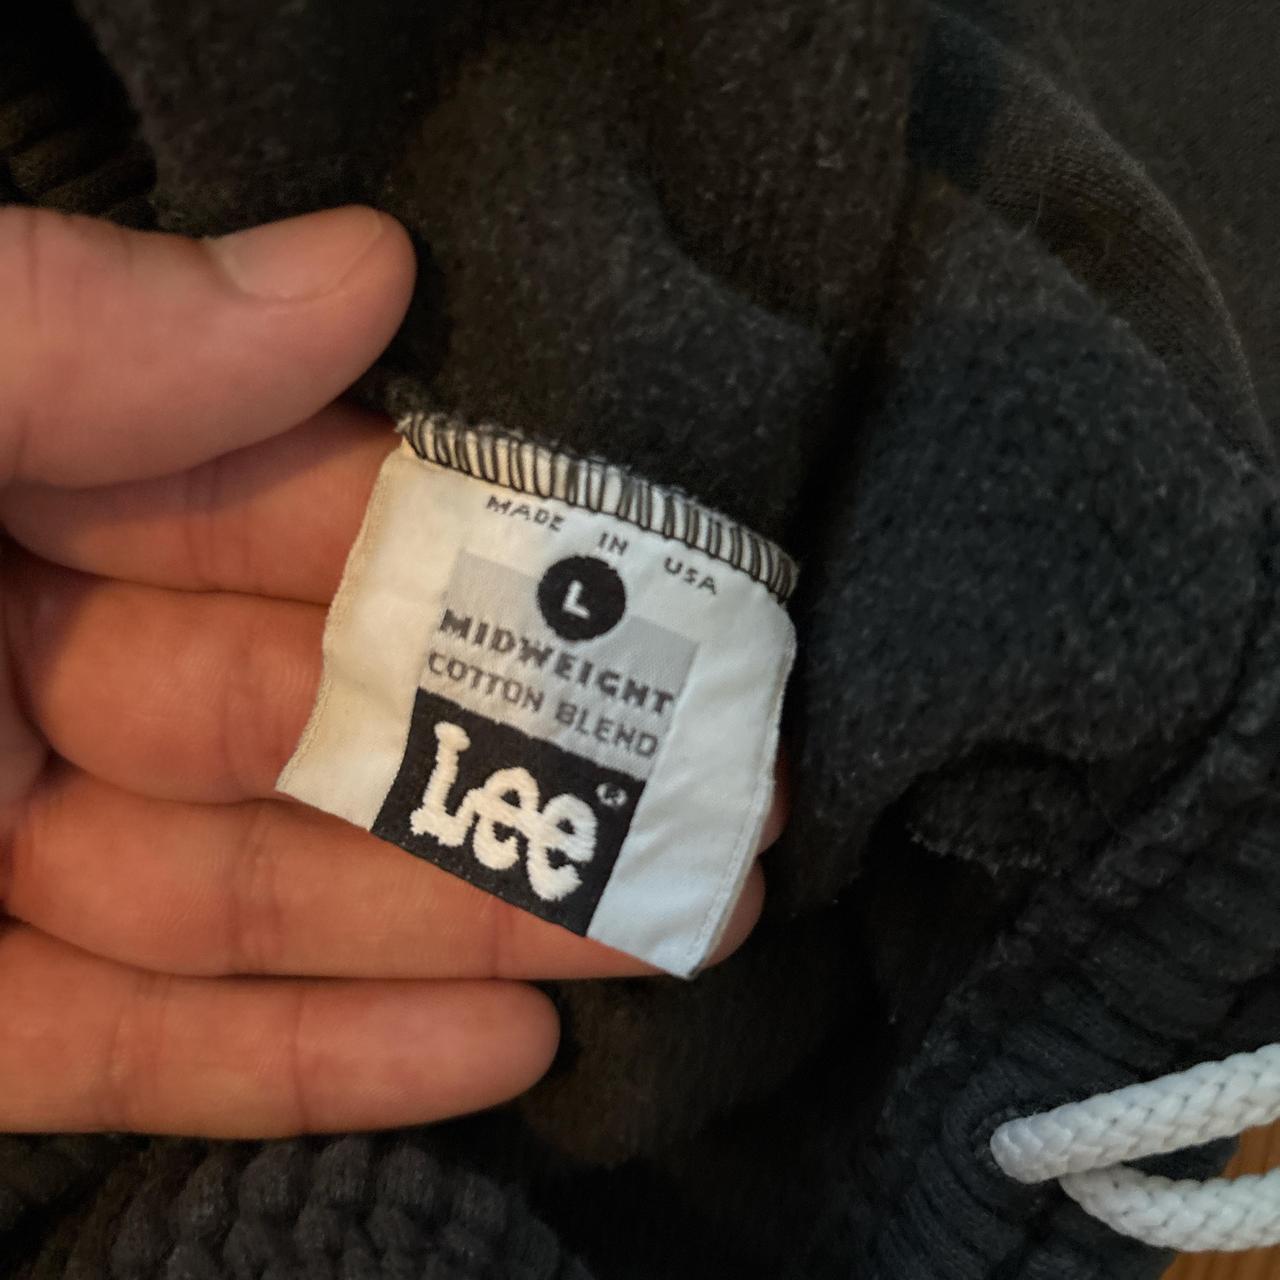 MADE IN USA
L
MIDWEIGHT
COTTON BLEND
Lee®